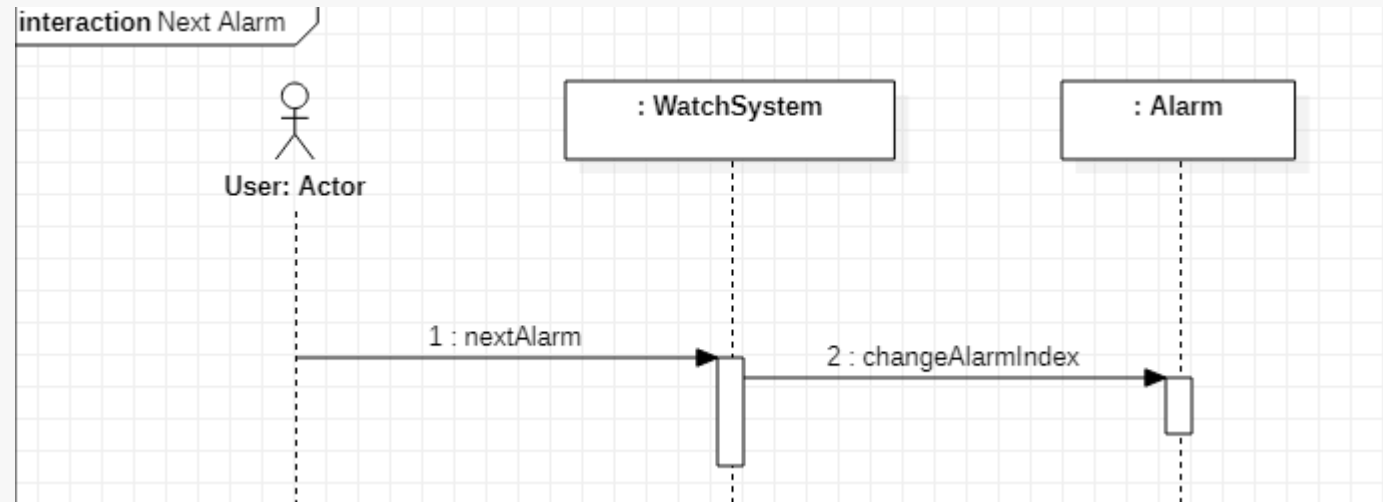 interaction Next Alarm
: WatchSystem
: Alarm
User: Actor
1 : nextAlarm
2 : changeAlarmIndex